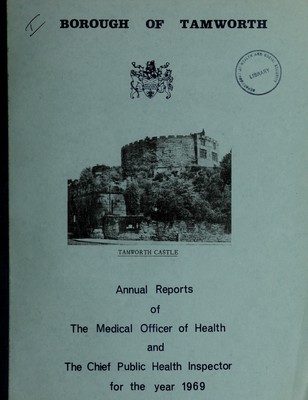 BOROUGH OF TAMWORTH
LIBRARY
TAMWORTH CASTLE
Annual Reports
of
The Medical Officer of Health
and
The Chief Public Health Inspector
for the year 1969